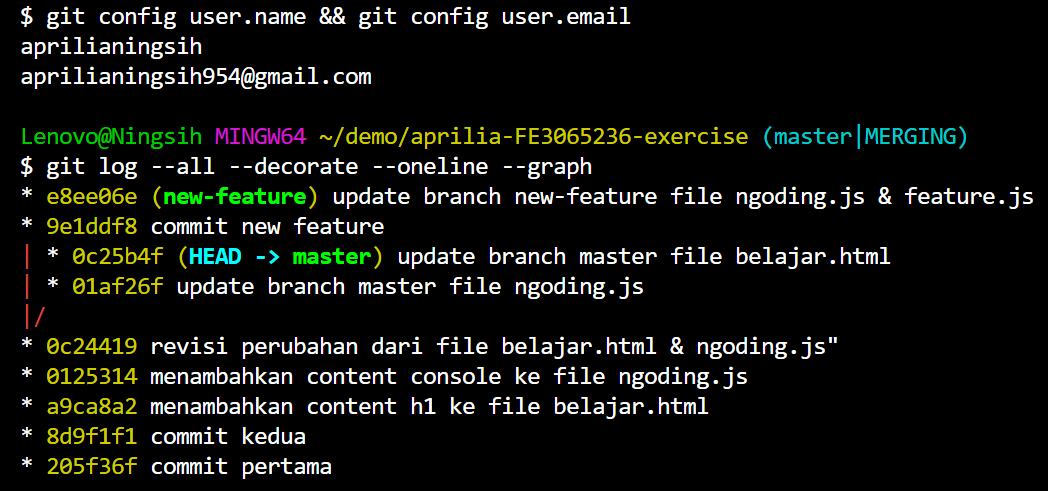 $ git config user.name && git config user.email
aprilianingsih
aprilianingsih954@gmail.com
Lenovo@Ningsih MINGW64 ~/demo/aprilia-FE3065236-exercise (master|MERGING)
$ git log --all --decorate --oneline --graph
* e8ee06e (new-feature) update branch new-feature file ngoding.js & feature.js
* 9e1ddf8 commit new feature
| * 0c25b4f (HEAD -> master) update branch master file belajar.html
| * 01af26f update branch master file ngoding.js
|/
* 0c24419 revisi perubahan dari file belajar.html & ngoding.js"
* 0125314 menambahkan content console ke file ngoding.js
* a9ca8a2 menambahkan content h1 ke file belajar.html
* 8d9f1f1 commit kedua
* 205f36f commit pertama